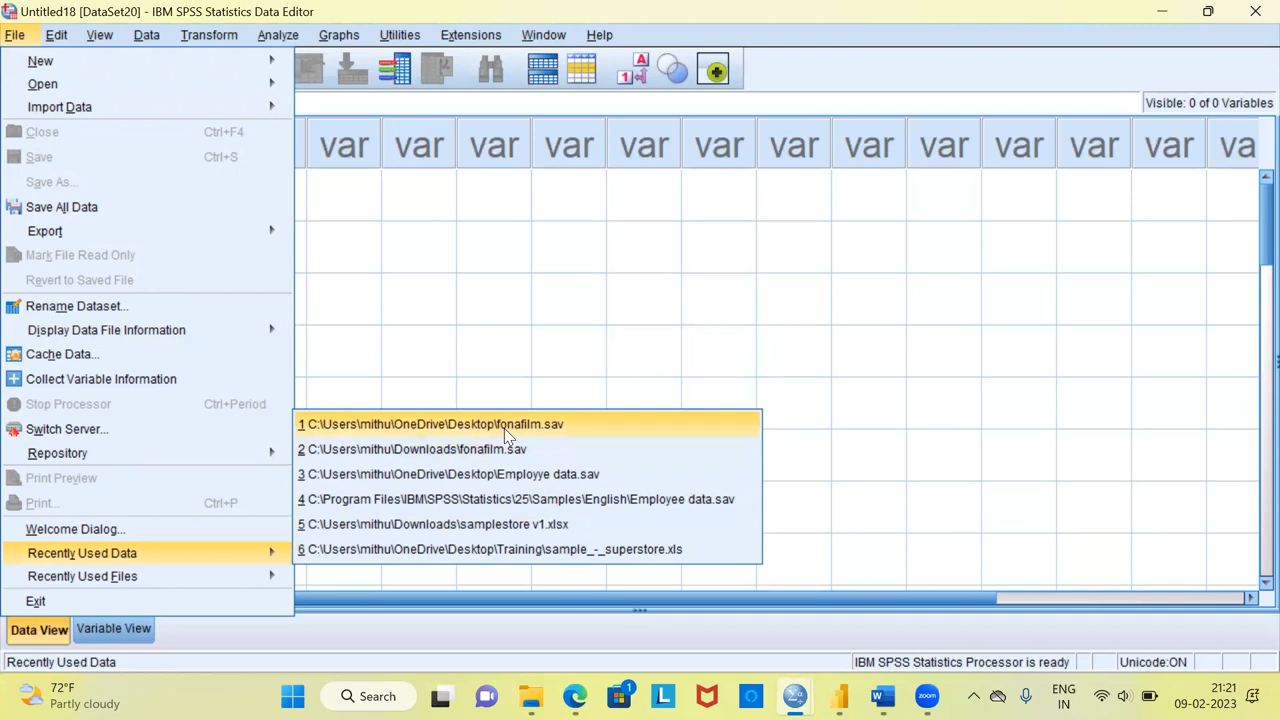 Untitled18 [DataSet20] - IBM SPSS Statistics Data Editor
File Edit View Data Transform Analyze Graphs Utilities Extensions Window Help
A
1
Visible: 0 of 0 Variables
var var var var var var var var var var var var va
New
Open
Import Data
Close Ctrl+F4
Save Ctrl+S
Save As...
Save All Data
Export
Mark File Read Only
Revert to Saved File
Rename Dataset...
Display Data File Information
Cache Data...
Collect Variable Information
Stop Processor Ctrl+Period
Switch Server...
Repository
Print Preview
Print... Ctrl+P
Welcome Dialog...
Recently Used Data
Recently Used Files
Exit
1 C:\Users\mithu\OneDrive\Desktop\fonafilm.sav
2 C:\Users\mithu\Downloads\fonafilm.sav
3 C:\Users\mithu\OneDrive\Desktop\Employye data.sav
4 C:\Program Files\IBM\SPSS\Statistics\25\Samples\English\Employee data.sav
5 C:\Users\mithu\Downloads\samplestore v1.xlsx
6 C:\Users\mithu\OneDrive\Desktop\Training\sample_-_superstore.xls
Data View Variable View
Recently Used Data IBM SPSS Statistics Processor is ready Unicode:ON
72°F
Partly cloudy
Search
1
L
zoom
ENG
IN
21:21
09-02-2023